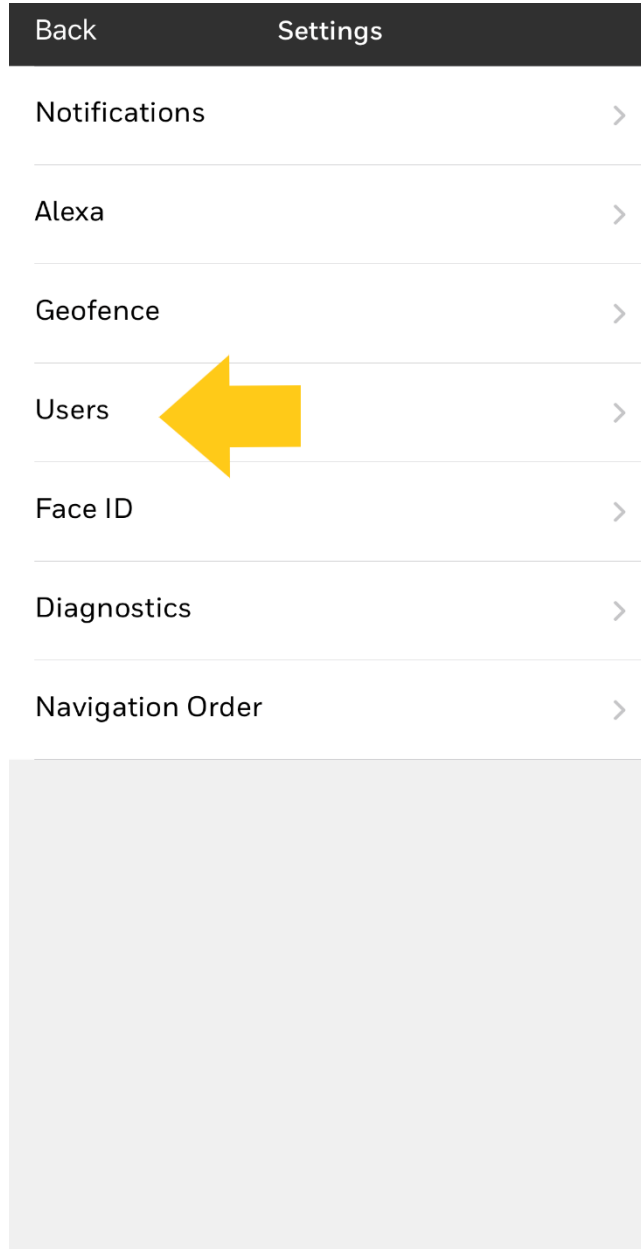 Back Settings
Notifications
Alexa
Geofence
Users
Face ID
Diagnostics
Navigation Order